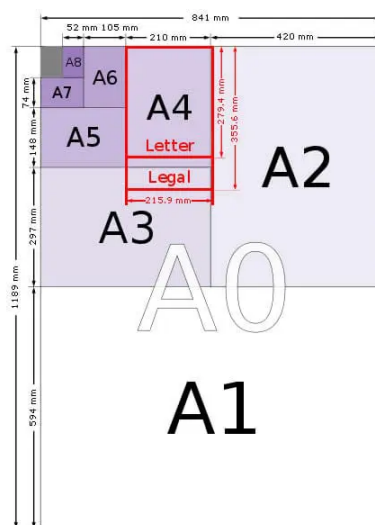 841 mm
52 mm 105 mm
210 mm
420 mm
A8
A7
A6
A5
A4
Letter
Legal
215.9 mm
279.4 mm
355.6 mm
A2
A3
A0
A1
74 mm
148 mm
297 mm
594 mm
1189 mm